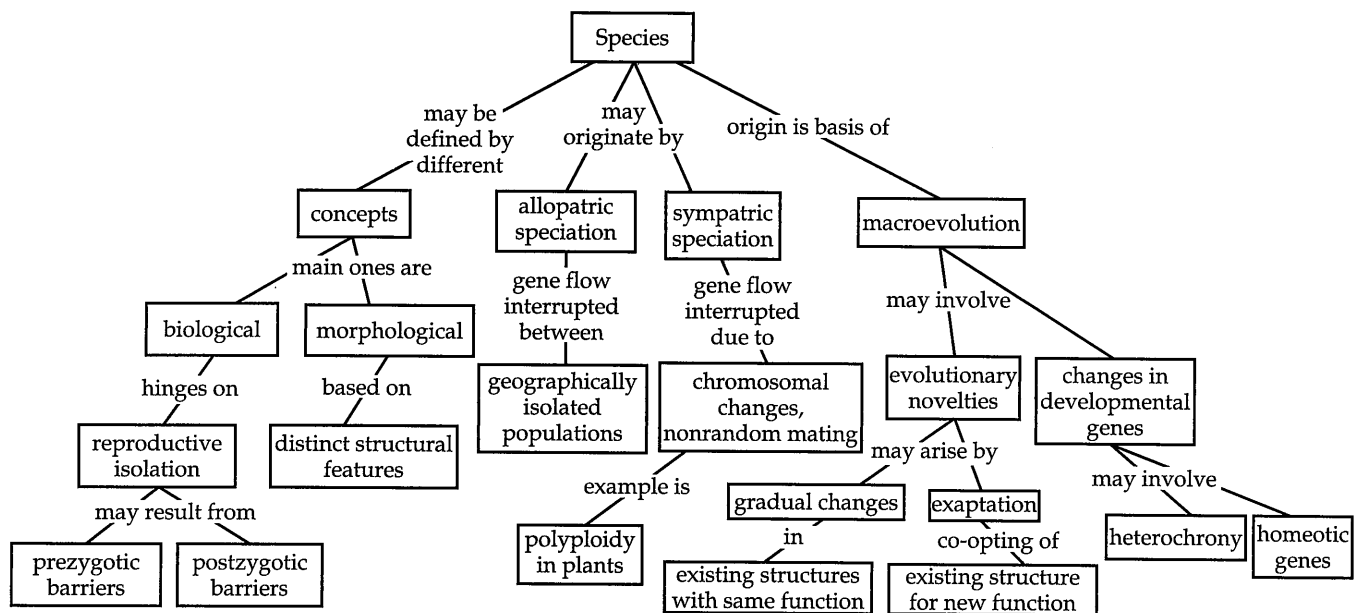 Species
may be
defined by
different
may
originate by
origin is basis of
concepts
allopatric
speciation
sympatric
speciation
macroevolution
main ones are
gene flow
interrupted
between
gene flow
interrupted
due to
may involve
biological
morphological
hinges on
based on
geographically
isolated
populations
chromosomal
changes,
nonrandom mating
evolutionary
novelties
changes in
developmental
genes
reproductive
isolation
distinct structural
features
may result from
example is
may arise by
may involve
prezygotic
barriers
postzygotic
barriers
polyploidy
in plants
gradual changes
exaptation
heterochrony
homeotic
genes
in
co-opting of
existing structures
with same function
existing structure
for new function